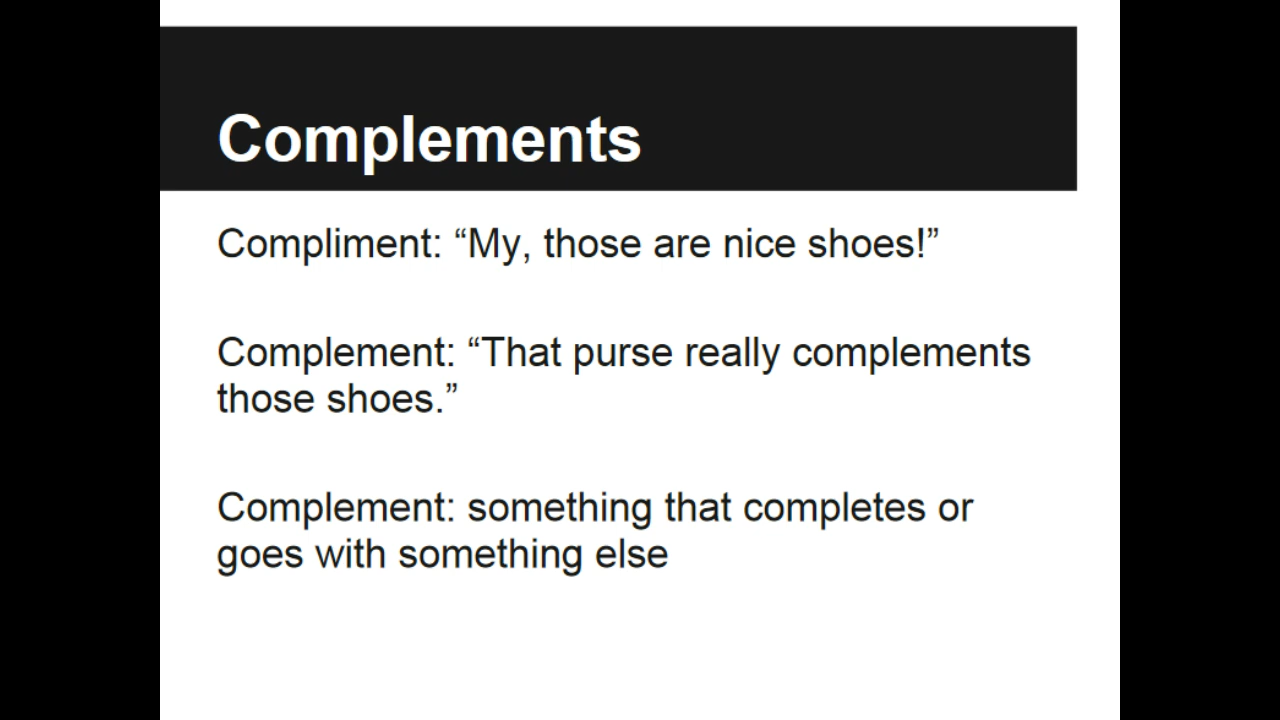 Complements
Compliment: “My, those are nice shoes!”
Complement: “That purse really complements
those shoes.”
Complement: something that completes or
goes with something else